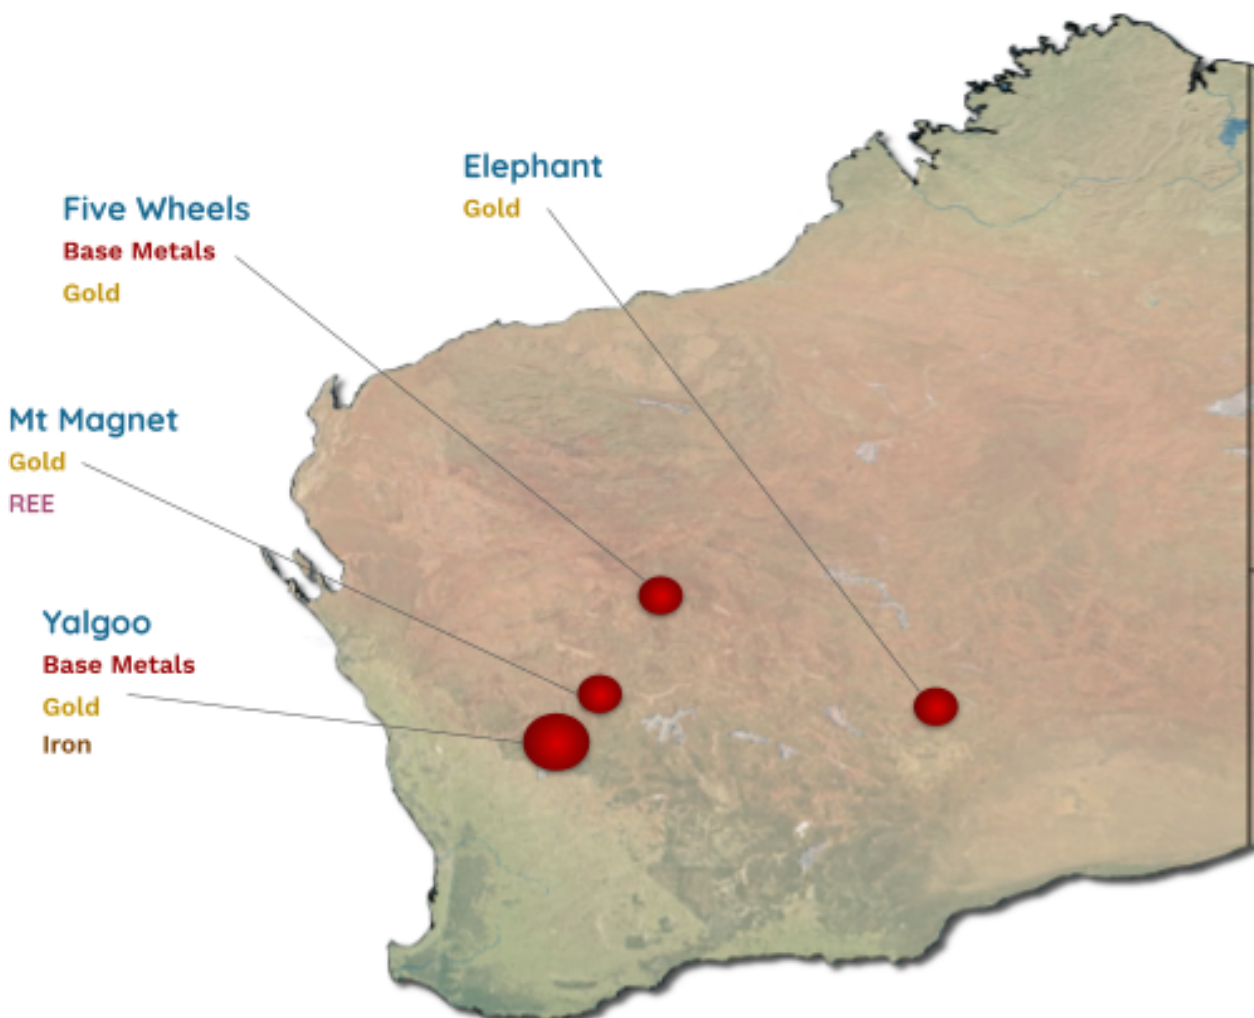 Elephant
Gold
Five Wheels
Base Metals
Gold
Mt Magnet
Gold
REE
Yalgoo
Base Metals
Gold
Iron